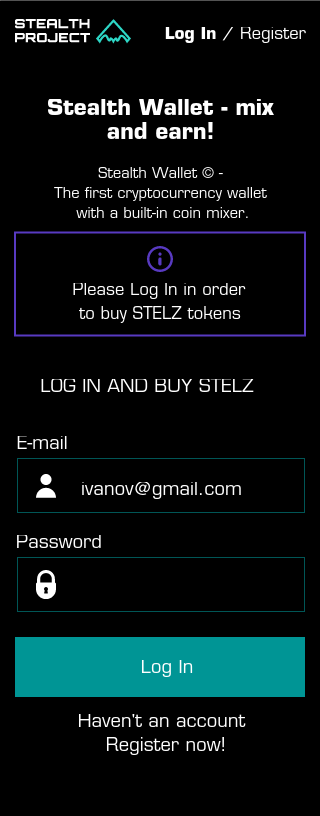 STEALTH
PROJECT
Log In / Register
Stealth Wallet - mix
and earn!
Stealth Wallet © -
The first cryptocurrency wallet
with a built-in coin mixer.
Please Log In in order
to buy STELZ tokens
LOG IN AND BUY STELZ
E-mail
ivanov@gmail.com
Password
Log In
Haven't an account
Register now!